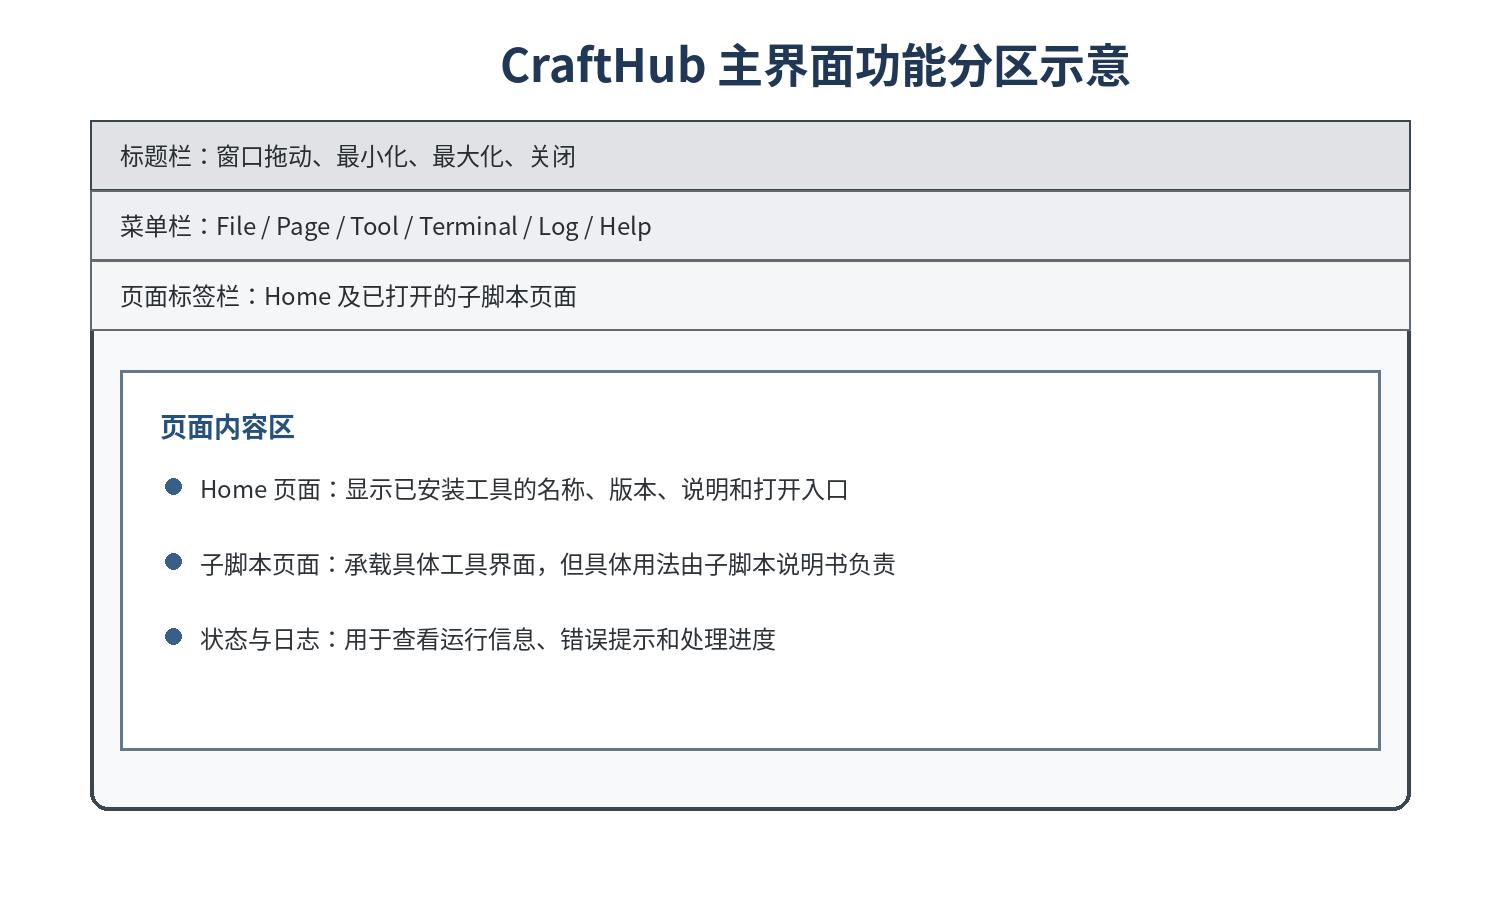 CraftHub 主界面功能分区示意
标题栏：窗口拖动、最小化、最大化、关闭
菜单栏：File / Page / Tool / Terminal / Log / Help
页面标签栏：Home 及已打开的子脚本页面
页面内容区
Home 页面：显示已安装工具的名称、版本、说明和打开入口
子脚本页面：承载具体工具界面，但具体用法由子脚本说明书负责
状态与日志：用于查看运行信息、错误提示和处理进度